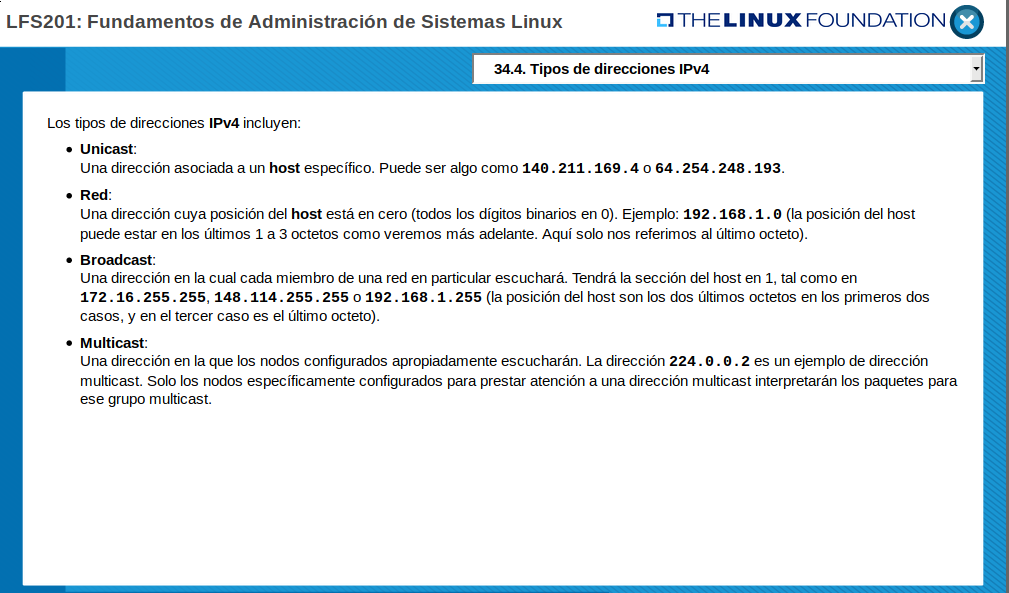 LFS201: Fundamentos de Administración de Sistemas Linux
THE LINUX FOUNDATION
34.4. Tipos de direcciones IPv4
Los tipos de direcciones IPv4 incluyen:
● Unicast:
Una dirección asociada a un host específico. Puede ser algo como 140.211.169.4 o 64.254.248.193.
● Red:
Una dirección cuya posición del host está en cero (todos los dígitos binarios en 0). Ejemplo: 192.168.1.0 (la posición del host
puede estar en los últimos 1 a 3 octetos como veremos más adelante. Aquí solo nos referimos al último octeto).
● Broadcast:
Una dirección en la cual cada miembro de una red en particular escuchará. Tendrá la sección del host en 1, tal como en
172.16.255.255, 148.114.255.255 o 192.168.1.255 (la posición del host son los dos últimos octetos en los primeros dos
casos, y en el tercer caso es el último octeto).
● Multicast:
Una dirección en la que los nodos configurados apropiadamente escucharán. La dirección 224.0.0.2 es un ejemplo de dirección
multicast. Solo los nodos específicamente configurados para prestar atención a una dirección multicast interpretarán los paquetes para
ese grupo multicast.